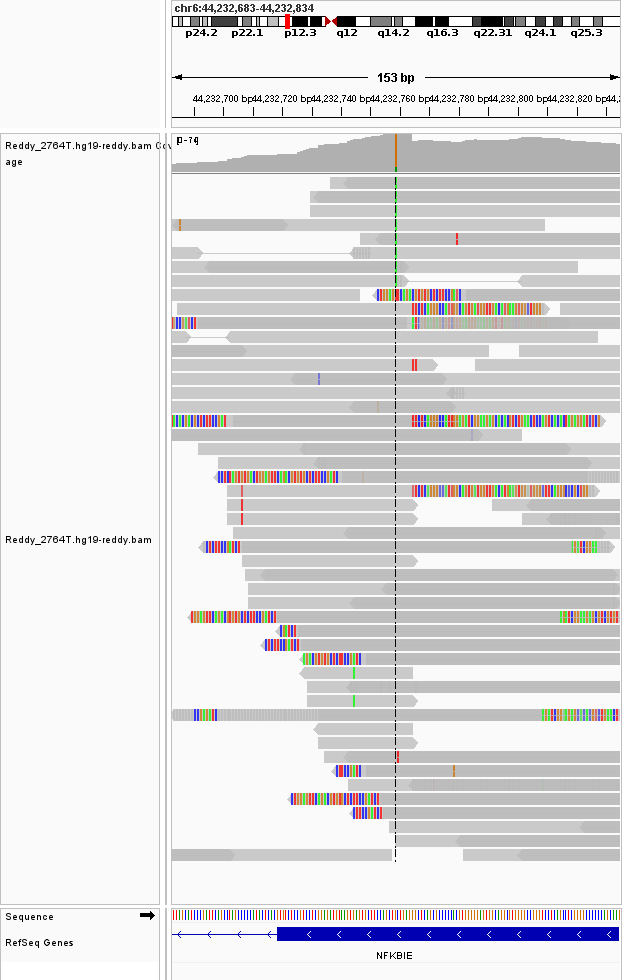 chr6:44,232,683-44,232,834
p24.2 p22.1 p12.3 q12 q14.2 q16.3 q22.31 q24.1 q25.3
153 bp
44,232,700 bp 44,232,720 bp 44,232,740 bp 44,232,760 bp 44,232,780 bp 44,232,800 bp 44,232,820 bp 44,2
Reddy_2764T.hg19-reddy.bam Cov
age
[0-74]
Reddy_2764T.hg19-reddy.bam
Sequence
RefSeq Genes
NFKBIE